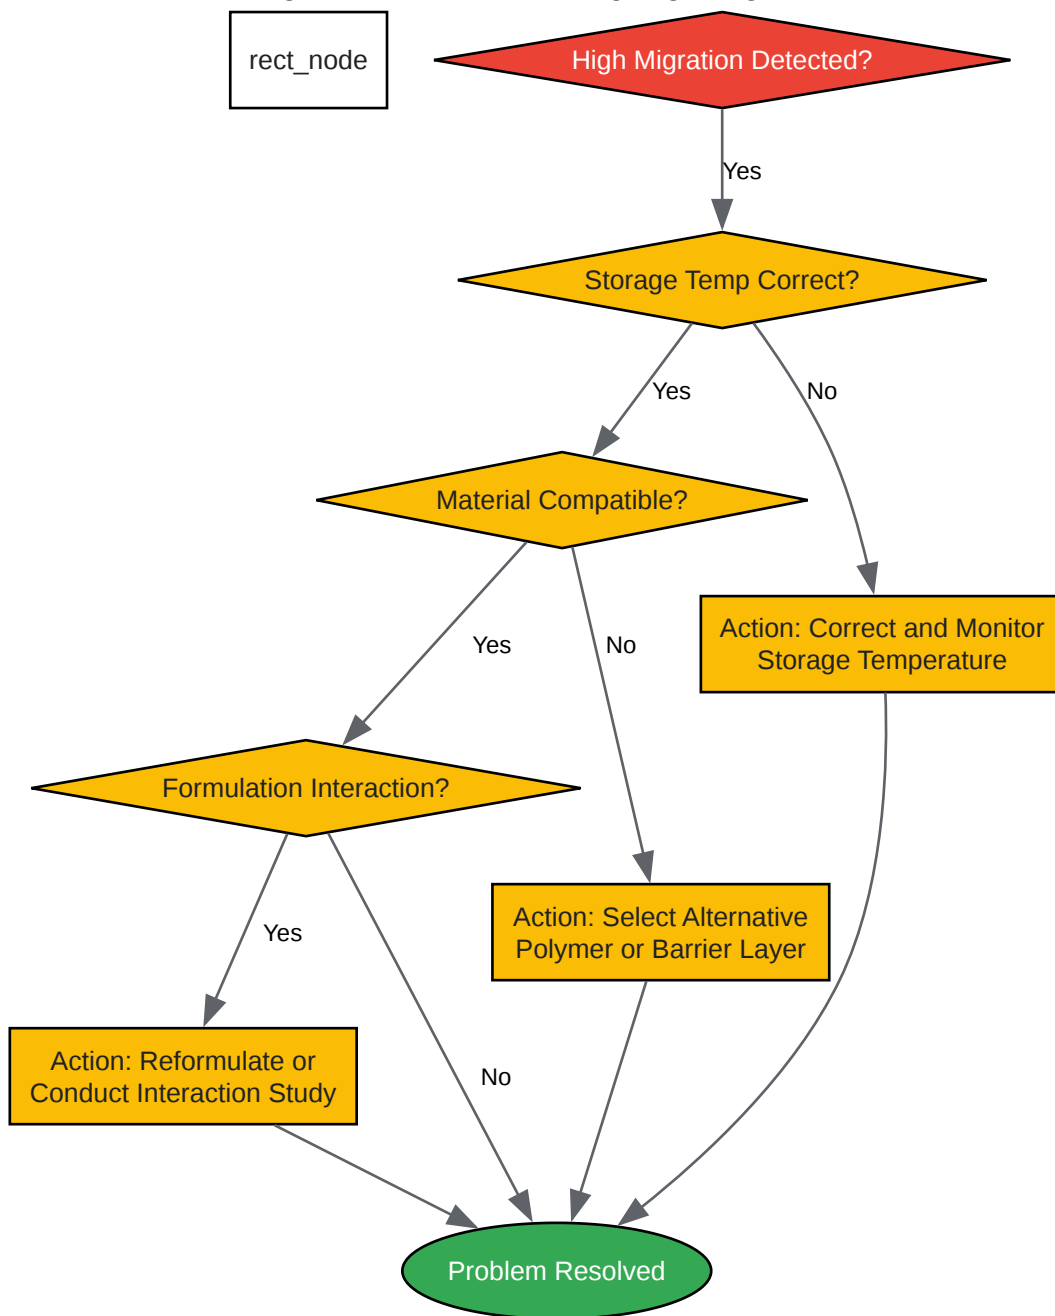 rect_node
High Migration Detected?
Yes
Storage Temp Correct?
Yes
No
Material Compatible?
Yes
No
Action: Correct and Monitor
Storage Temperature
Formulation Interaction?
Yes
No
Action: Select Alternative
Polymer or Barrier Layer
Action: Reformulate or
Conduct Interaction Study
Problem Resolved